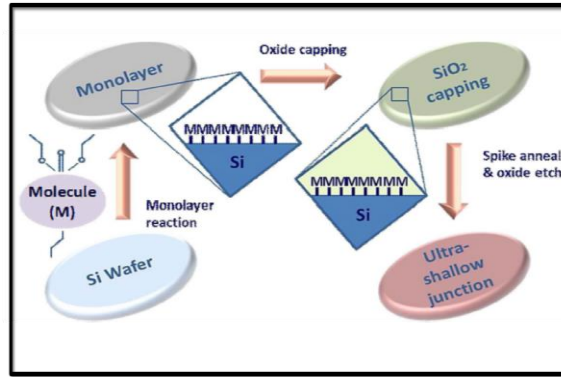 Oxide capping
Monolayer
SiO₂
capping
MMMMMMMM
Si
Molecule
(M)
Monolayer
reaction
MMMMMMM
Si
Spike anneal
& oxide etch
Si Wafer
Ultra-
shallow
junction